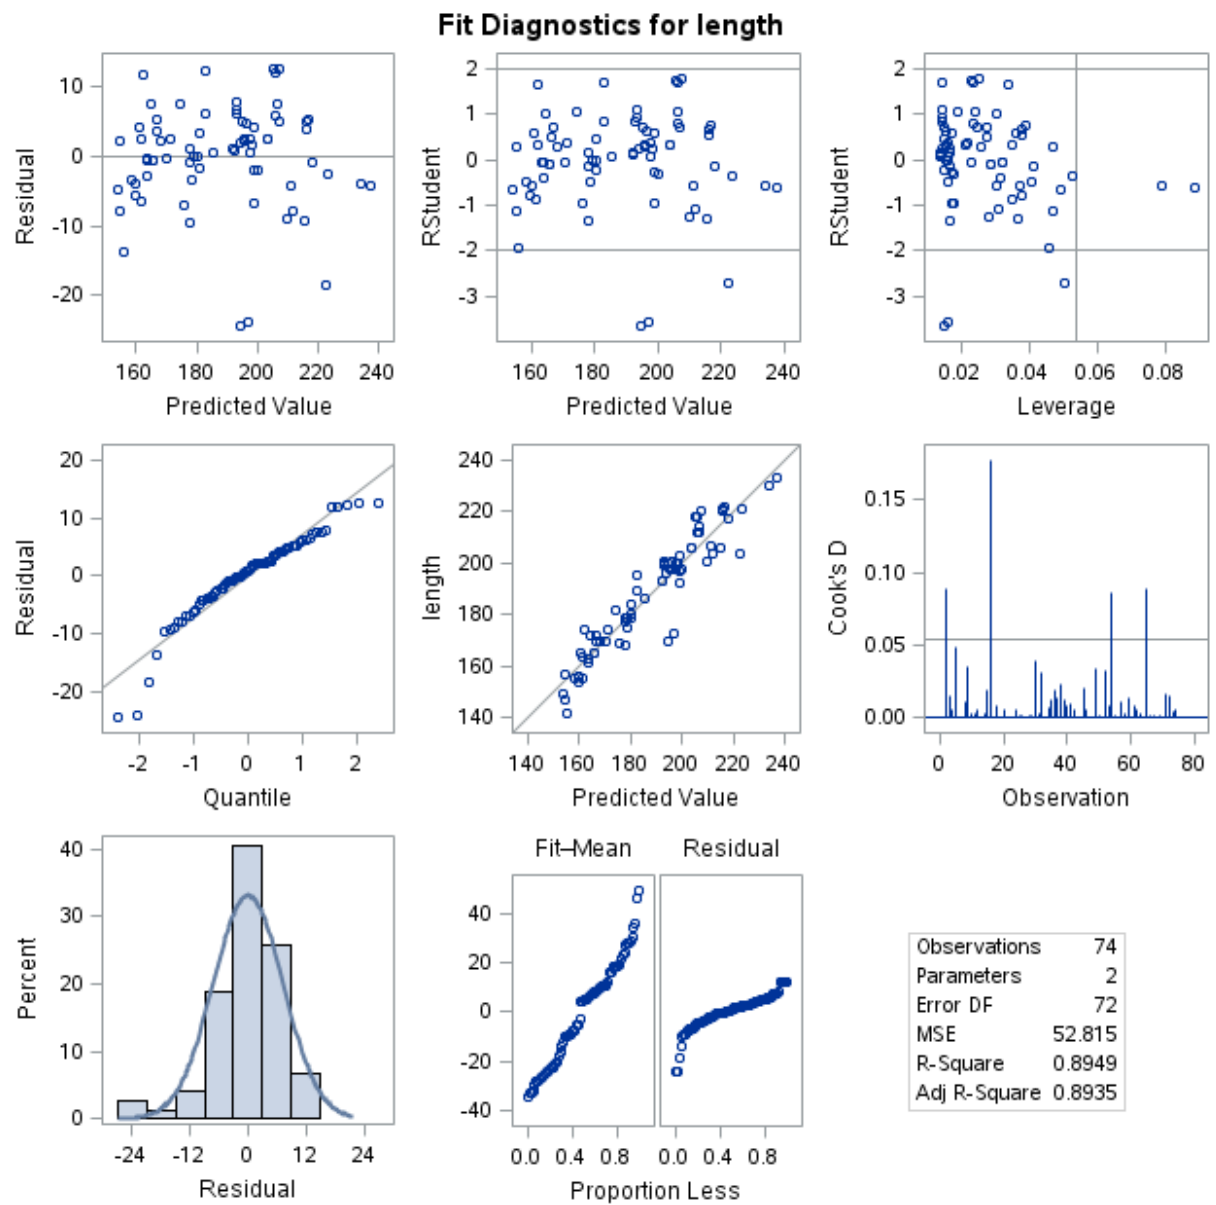 Fit Diagnostics for length
10
0
-10
-20
Residual
160 180 200 220 240
Predicted Value
2
1
0
-1
-2
-3
RStudent
160 180 200 220 240
Predicted Value
2
1
0
-1
-2
-3
RStudent
0.02 0.04 0.06 0.08
Leverage
20
10
0
-10
-20
Residual
-2 -1 0 1 2
Quantile
240
220
200
180
160
140
length
140 160 180 200 220 240
Predicted Value
0.15
0.10
0.05
0.00
Cook's D
0 20 40 60 80
Observation
40
30
20
10
0
Percent
-24 -12 0 12 24
Residual
Fit–Mean Residual
40
20
0
-20
-40
0.0 0.4 0.8 0.0 0.4 0.8
Proportion Less
Observations 74
Parameters 2
Error DF 72
MSE 52.815
R-Square 0.8949
Adj R-Square 0.8935